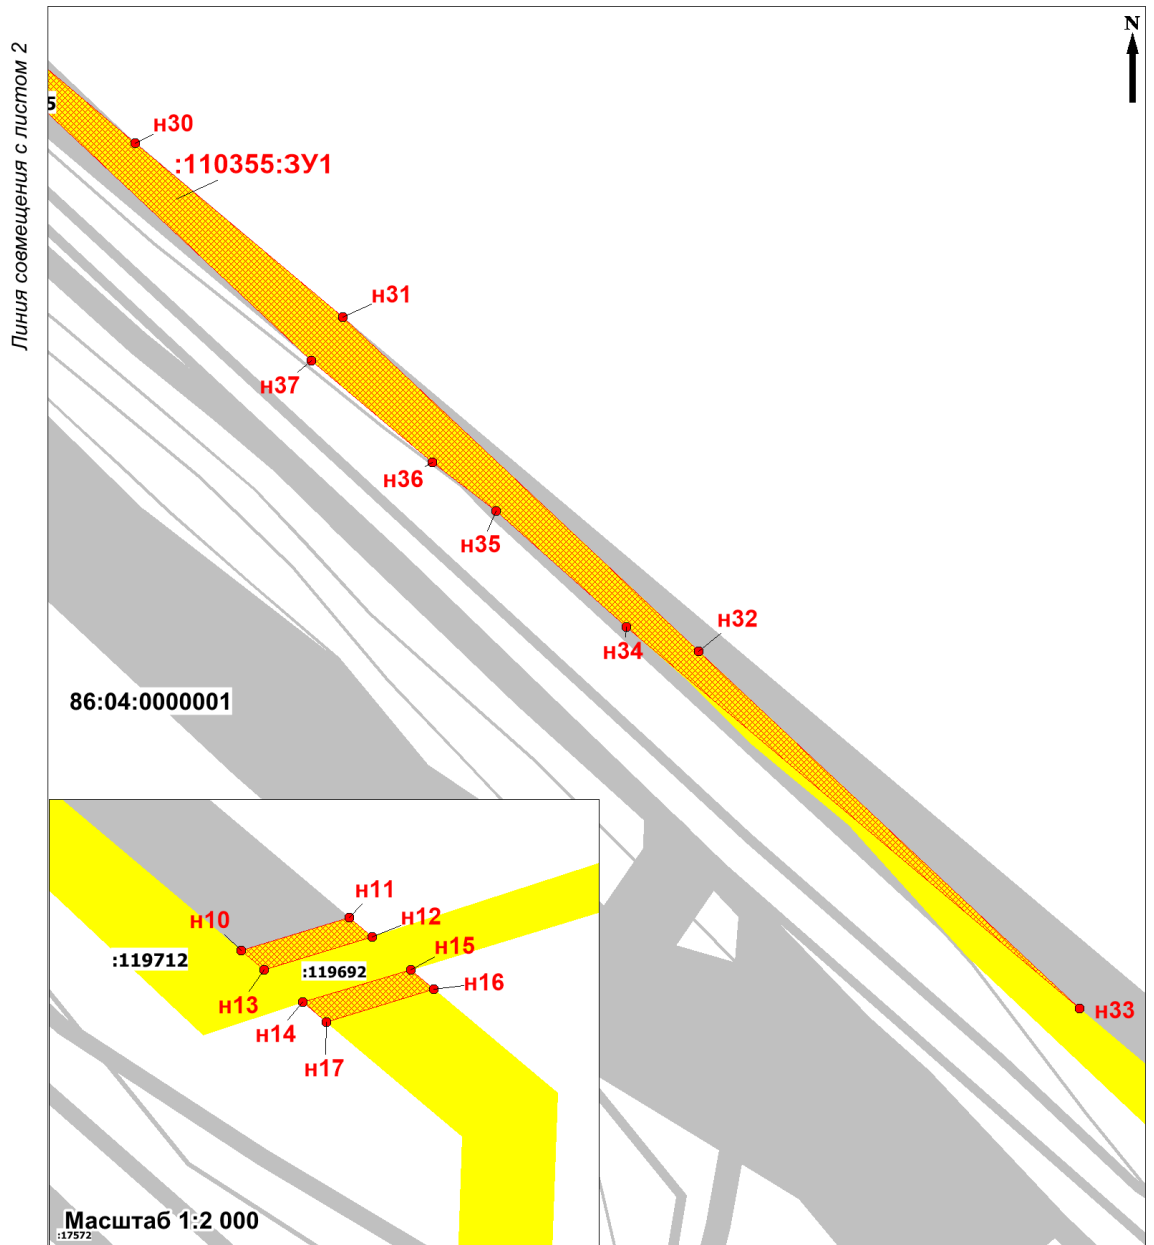 Линия совмещения с листом 2
N
5
н30
:110355:ЗУ1
н31
н37
н36
н35
н32
н34
86:04:0000001
н33
н11
н10
н12
:119712
н15
:119692
н13
н16
н14
н17
Масштаб 1:2 000
:17572